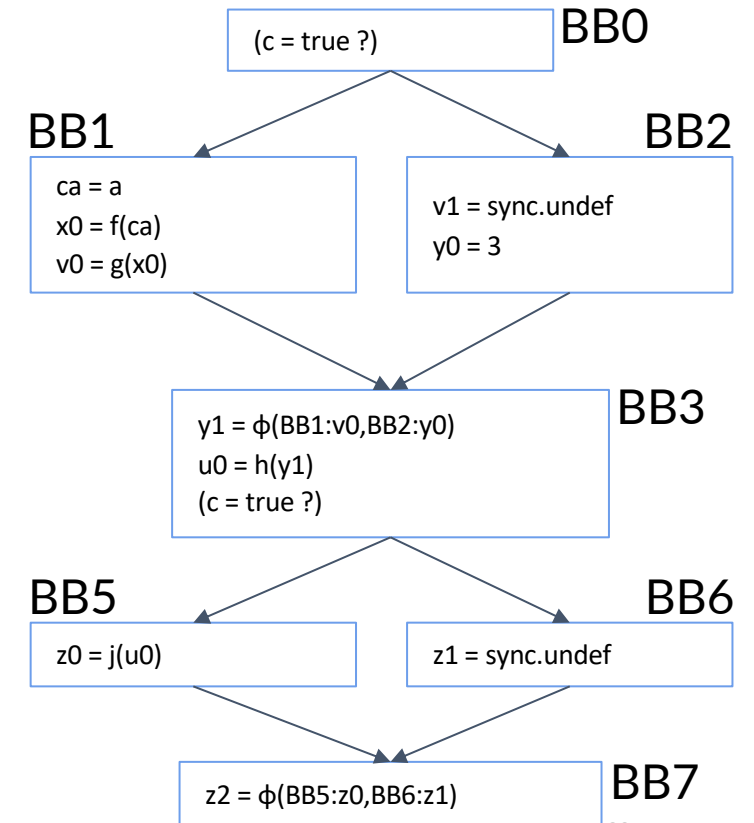 (c = true ?)
BB0
BB1
BB2
ca = a
x0 = f(ca)
v0 = g(x0)
v1 = sync.undef
y0 = 3
BB3
y1 = ϕ(BB1:v0,BB2:y0)
u0 = h(y1)
(c = true ?)
BB5
BB6
z0 = j(u0)
z1 = sync.undef
BB7
z2 = ϕ(BB5:z0,BB6:z1)